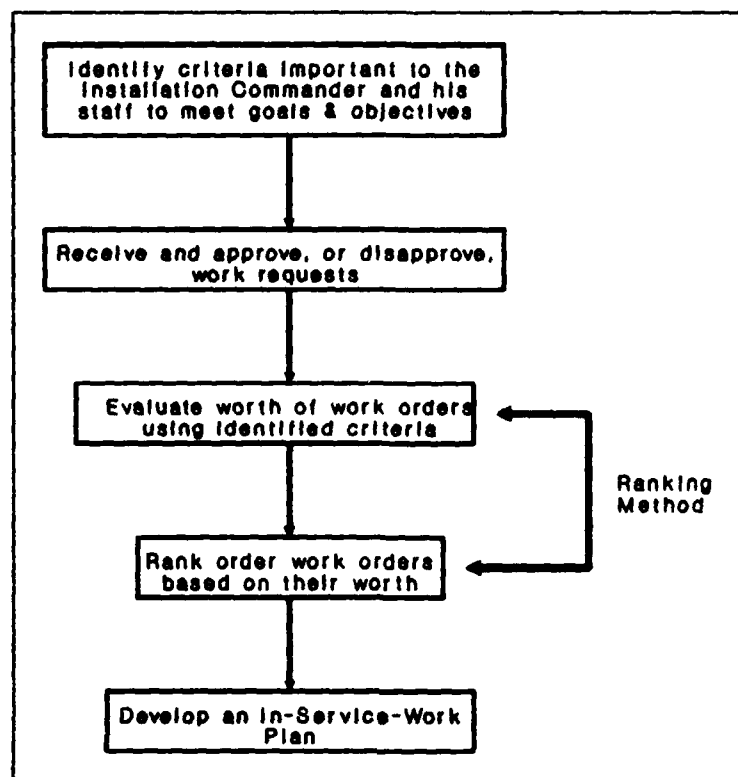 Identify criteria important to the
Installation Commander and his
staff to meet goals & objectives
Receive and approve, or disapprove,
work requests
Evaluate worth of work orders
using identified criteria
Ranking
Method
Rank order work orders
based on their worth
Develop an In-Service-Work
Plan